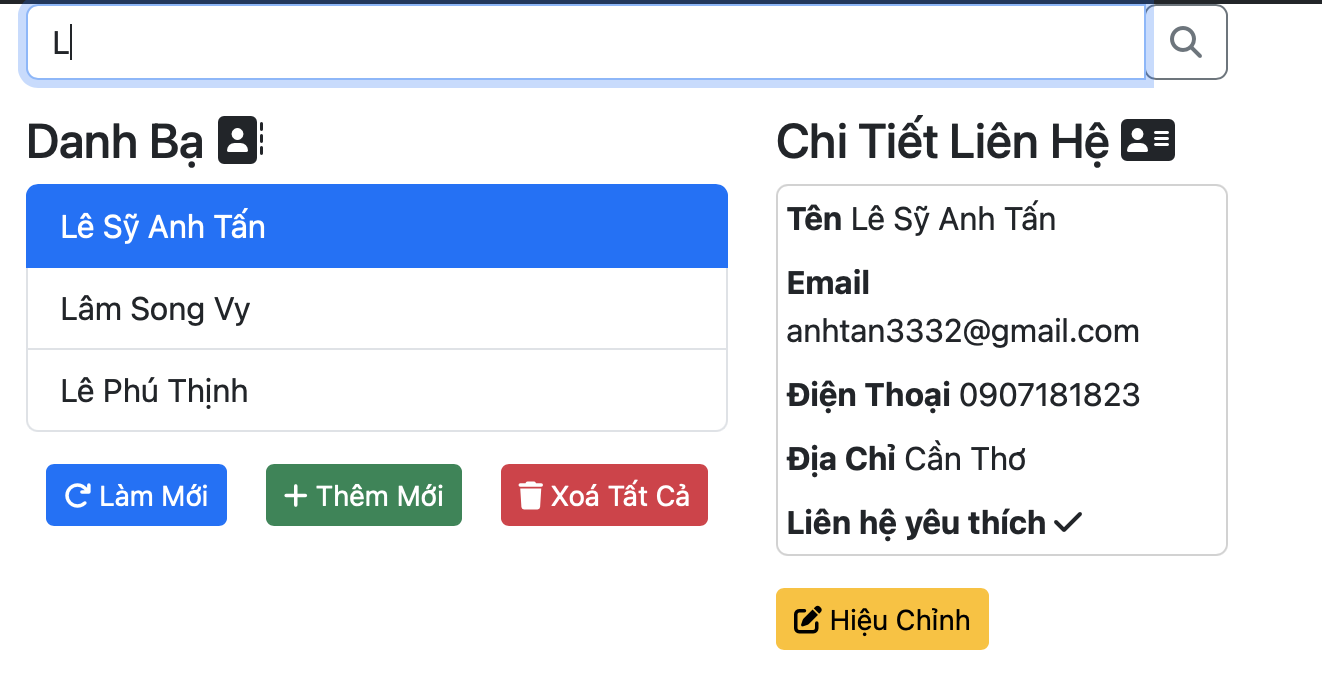 L
Danh Bạ
Lê Sỹ Anh Tấn
Lâm Song Vy
Lê Phú Thịnh
Làm Mới
Thêm Mới
Xoá Tất Cả
Chi Tiết Liên Hệ
Tên Lê Sỹ Anh Tấn
Email
anhtan3332@gmail.com
Điện Thoại 0907181823
Địa Chỉ Cần Thơ
Liên hệ yêu thích
Hiệu Chỉnh